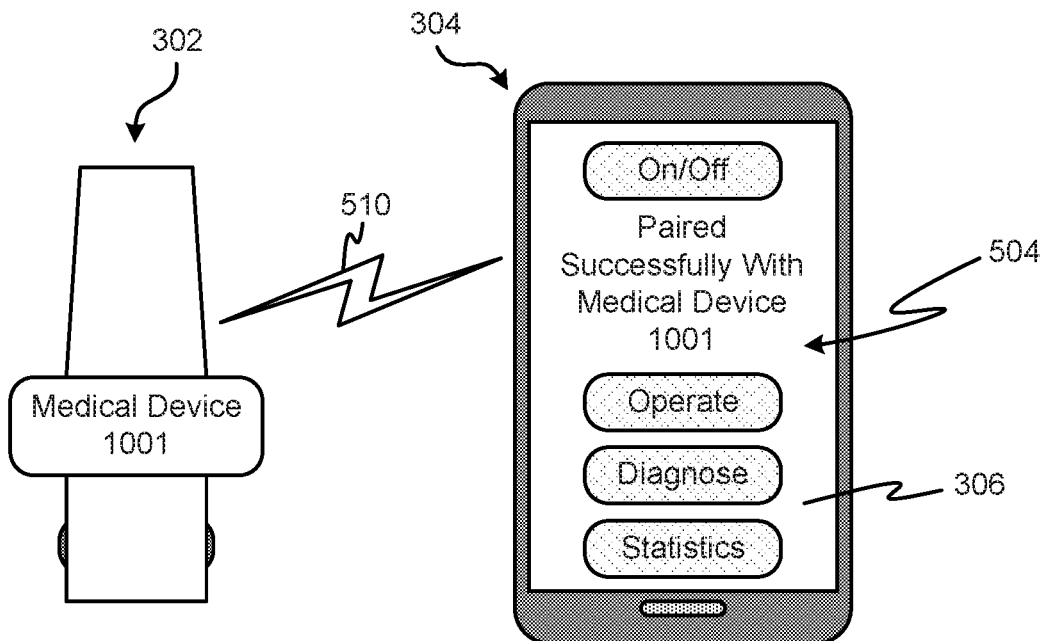 302
304
On/Off
510
Paired
Successfully With
Medical Device
1001
504
Medical Device
1001
Operate
Diagnose
306
Statistics